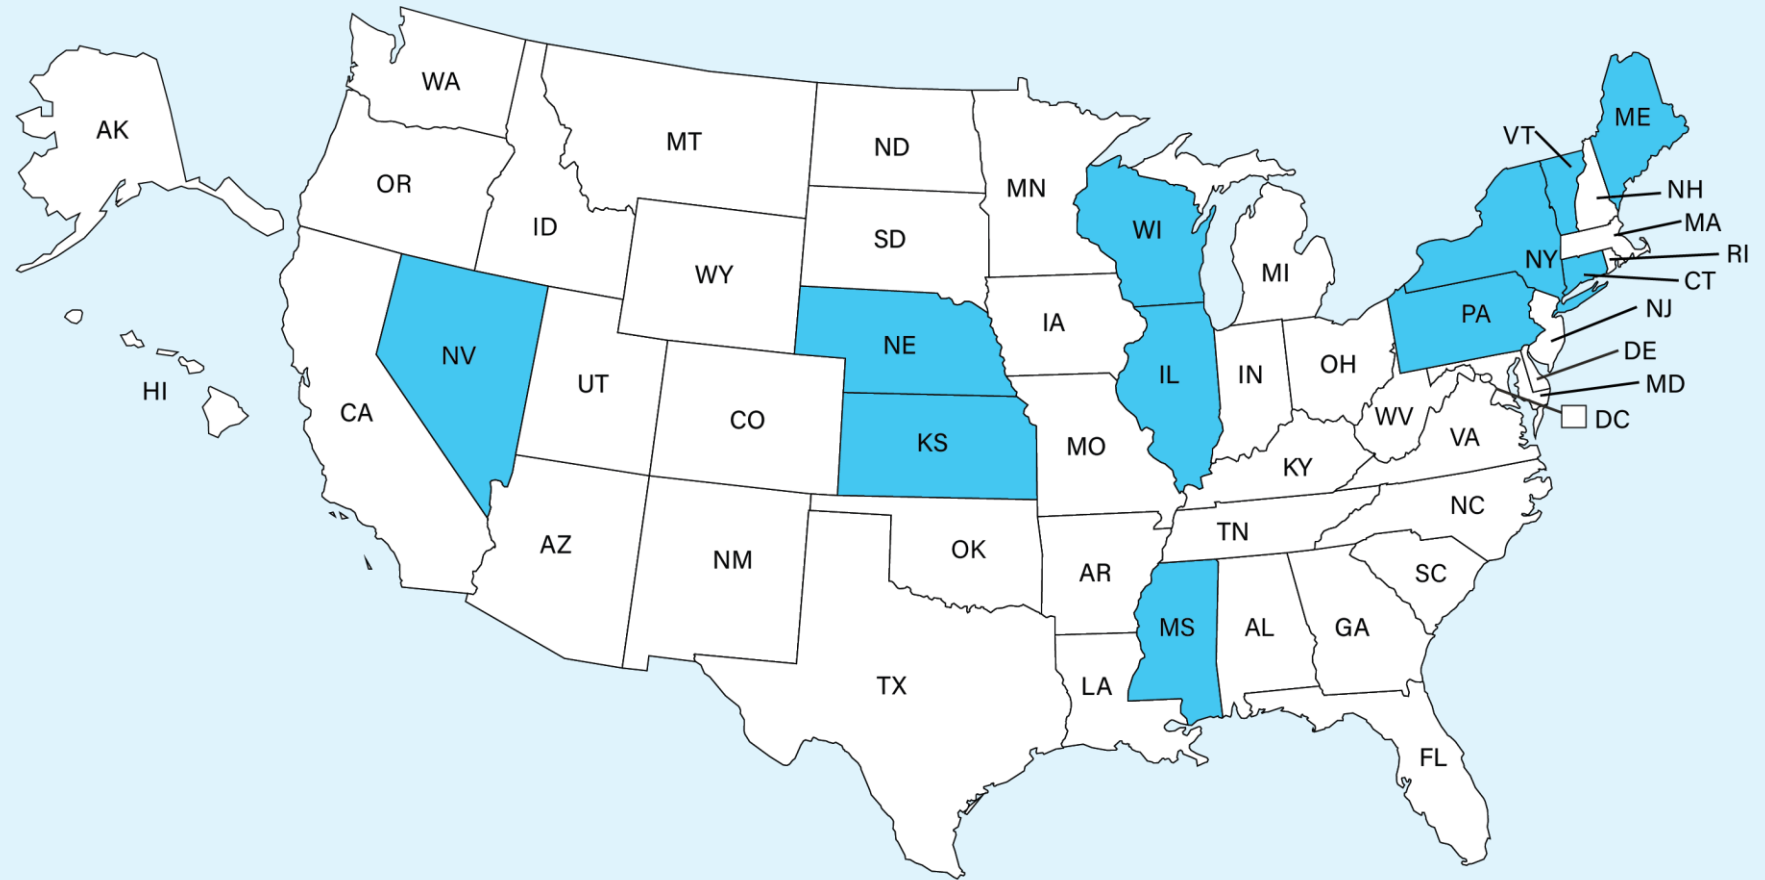 WA
AK
MT
ND
ME
VT
OR
MN
NH
ID
WI
MA
SD
NY
RI
WY
MI
CT
NJ
PA
IA
NE
DE
NV
OH
UT
IL
IN
MD
HI
CA
CO
WV
DC
KS
MO
VA
KY
NC
TN
AZ
OK
NM
AR
SC
MS
AL
GA
TX
LA
FL